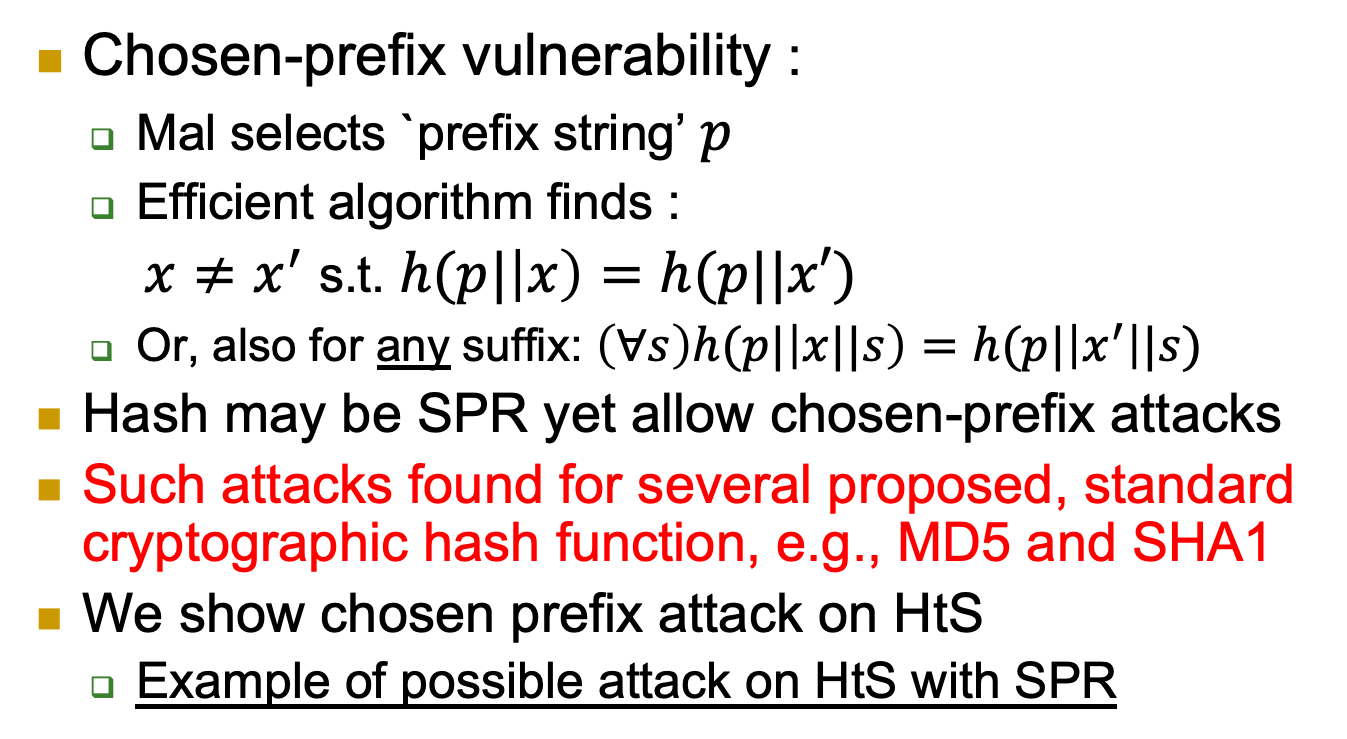 Chosen-prefix vulnerability :
Mal selects `prefix string’ p
Efficient algorithm finds :
x ≠ x′ s.t. h(p||x) = h(p||x′)
Or, also for any suffix: (∀s)h(p||x||s) = h(p||x′||s)
Hash may be SPR yet allow chosen-prefix attacks
Such attacks found for several proposed, standard
cryptographic hash function, e.g., MD5 and SHA1
We show chosen prefix attack on HtS
Example of possible attack on HtS with SPR